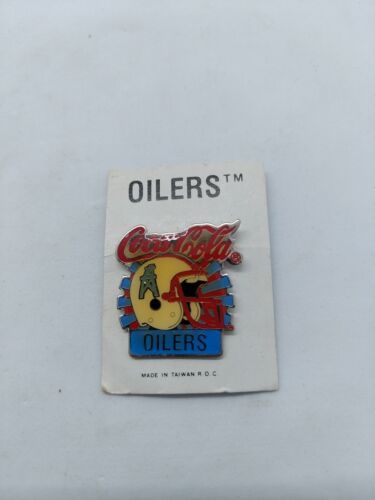 OILERS™
Coca-Cola®
OILERS
MADE IN TAIWAN R.O.C.